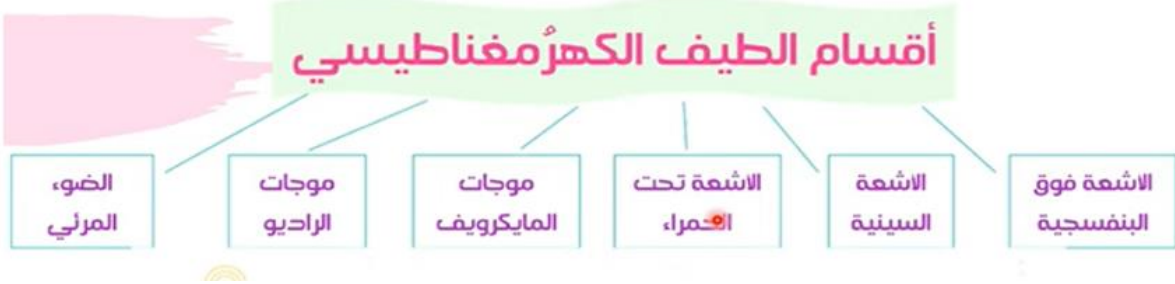 أقسام الطيف الكهرُمغناطيسي
الاشعة فوق
البنفسجية
الاشعة
السينية
الاشعة تحت
الحمراء
موجات
المايكرويف
موجات
الراديو
الضوء
المرئي